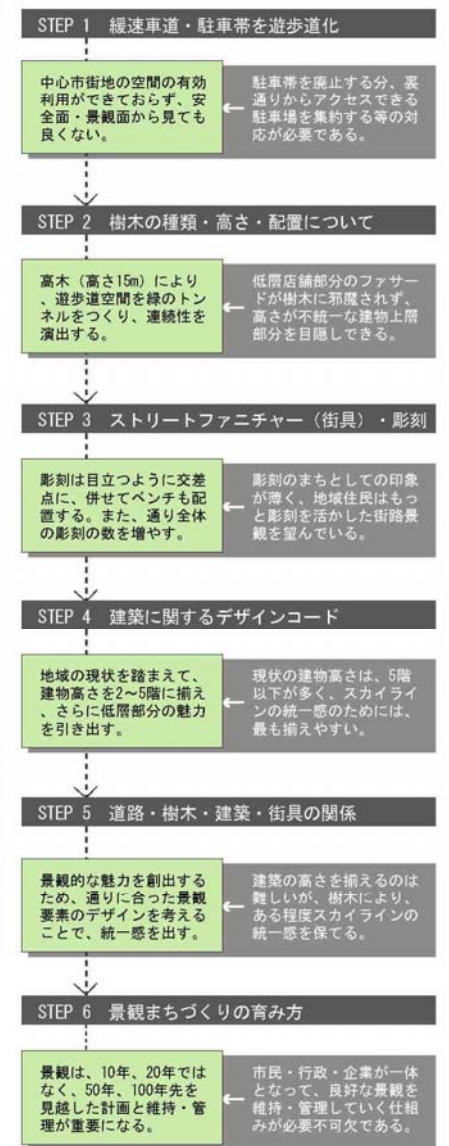 STEP 1 緩速車道・駐車帯を遊歩道化
中心市街地の空間の有効
利用ができておらず、安
全面・景観面から見ても
良くない。
駐車帯を廃止する分、裏
通りからアクセスできる
駐車場を集約する等の対
応が必要である。
STEP 2 樹木の種類・高さ・配置について
高木（高さ15m）により
、遊歩道空間を緑のトン
ネルをつくり、連続性を
演出する。
低層店舗部分のファサー
ドが樹木に邪魔されず、
高さが不統一な建物上層
部分を目隠しできる。
STEP 3 ストリートファニチャー（街具）・彫刻
彫刻は目立つように交差
点に、併せてベンチも配
置する。また、通り全体
の彫刻の数を増やす。
彫刻のまちとしての印象
が薄く、地域住民はもっ
と彫刻を活かした街路景
観を望んでいる。
STEP 4 建築に関するデザインコード
地域の現状を踏まえて、
建物高さを2～5階に揃え
、さらに低層部分の魅力
を引き出す。
現状の建物高さは、5階
以下が多く、スカイライ
ンの統一感のためには、
最も揃えやすい。
STEP 5 道路・樹木・建築・街具の関係
景観的な魅力を創出する
ため、通りに合った景観
要素のデザインを考える
ことで、統一感を出す。
建築の高さを揃えるのは
難しいが、樹木により、
ある程度スカイラインの
統一感を保てる。
STEP 6 景観まちづくりの育み方
景観は、10年、20年では
なく、50年、100年先を
見越した計画と維持・管
理が重要になる。
市民・行政・企業が一体
となって、良好な景観を
維持・管理していく仕組
みが必要不可欠である。